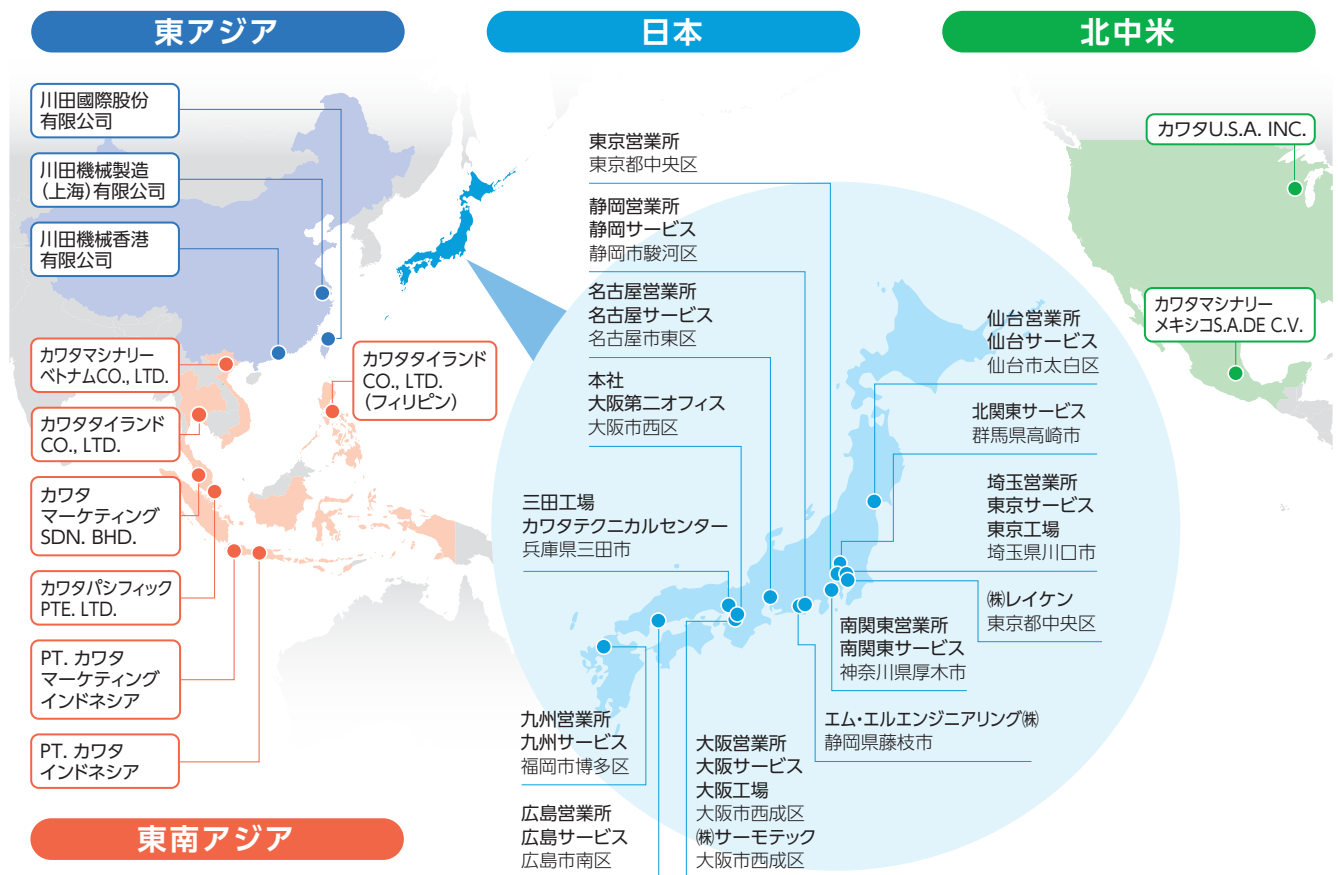 東アジア
川田國際股份
有限公司
川田機械製造
(上海)有限公司
川田機械香港
有限公司
カワタマシナリー
ベトナムCO., LTD.
カワタタイランド
CO., LTD.
カワタ
マーケティング
SDN. BHD.
カワタパシフィック
PTE. LTD.
PT. カワタ
マーケティング
インドネシア
PT. カワタ
インドネシア
カワタタイランド
CO., LTD.
(フィリピン)
東南アジア
日本
東京営業所
東京都中央区
静岡営業所
静岡サービス
静岡市駿河区
名古屋営業所
名古屋サービス
名古屋市東区
本社
大阪第二オフィス
大阪市西区
三田工場
カワタテクニカルセンター
兵庫県三田市
九州営業所
九州サービス
福岡市博多区
広島営業所
広島サービス
広島市南区
大阪営業所
大阪サービス
大阪工場
大阪市西成区
㈱サーモテック
大阪市西成区
仙台営業所
仙台サービス
仙台市太白区
北関東サービス
群馬県高崎市
埼玉営業所
東京サービス
東京工場
埼玉県川口市
㈱レイケン
東京都中央区
南関東営業所
南関東サービス
神奈川県厚木市
エム・エルエンジニアリング㈱
静岡県藤枝市
北中米
カワタU.S.A. INC.
カワタマシナリー
メキシコS.A.DE C.V.